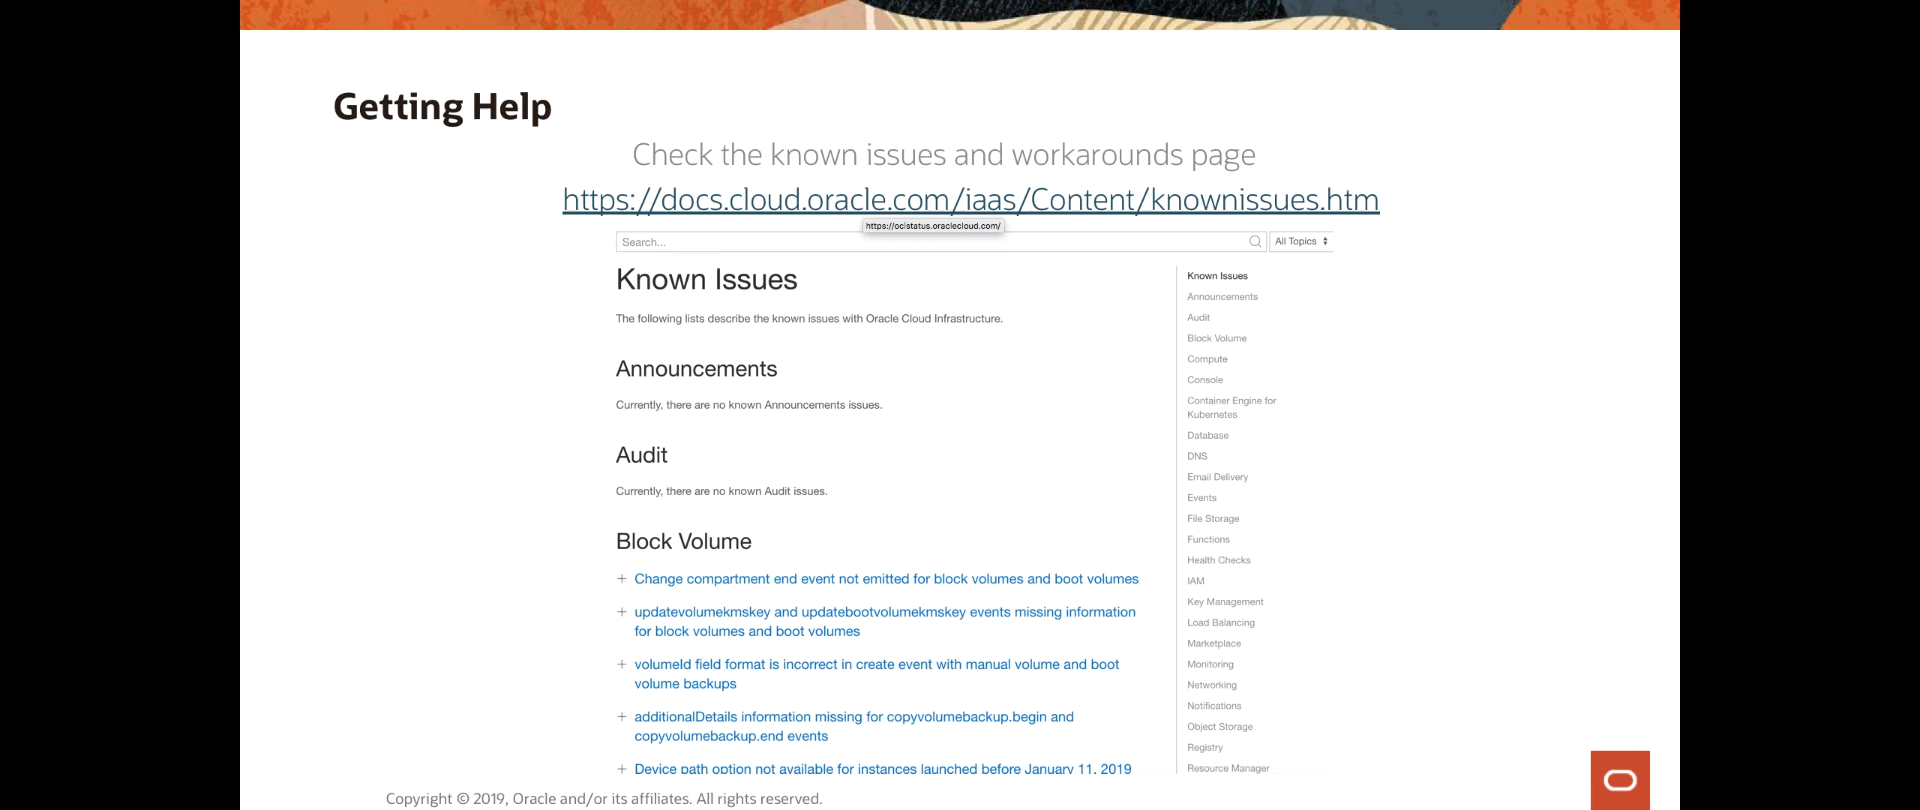 Getting Help
Check the known issues and workarounds page
https://docs.cloud.oracle.com/iaas/Content/knownissues.htm
https://ocistatus.oraclecloud.com/
Search...
All Topics
Known Issues
The following lists describe the known issues with Oracle Cloud Infrastructure.
Announcements
Currently, there are no known Announcements issues.
Audit
Currently, there are no known Audit issues.
Block Volume
+ Change compartment end event not emitted for block volumes and boot volumes
+ updatevolumekmskey and updatebootvolumekmskey events missing information
for block volumes and boot volumes
+ volumeId field format is incorrect in create event with manual volume and boot
volume backups
+ additionalDetails information missing for copyvolumebackup.begin and
copyvolumebackup.end events
+ Device path option not available for instances launched before January 11, 2019
Known Issues
Announcements
Audit
Block Volume
Compute
Console
Container Engine for
Kubernetes
Database
DNS
Email Delivery
Events
File Storage
Functions
Health Checks
IAM
Key Management
Load Balancing
Marketplace
Monitoring
Networking
Notifications
Object Storage
Registry
Resource Manager
Copyright © 2019, Oracle and/or its affiliates. All rights reserved.